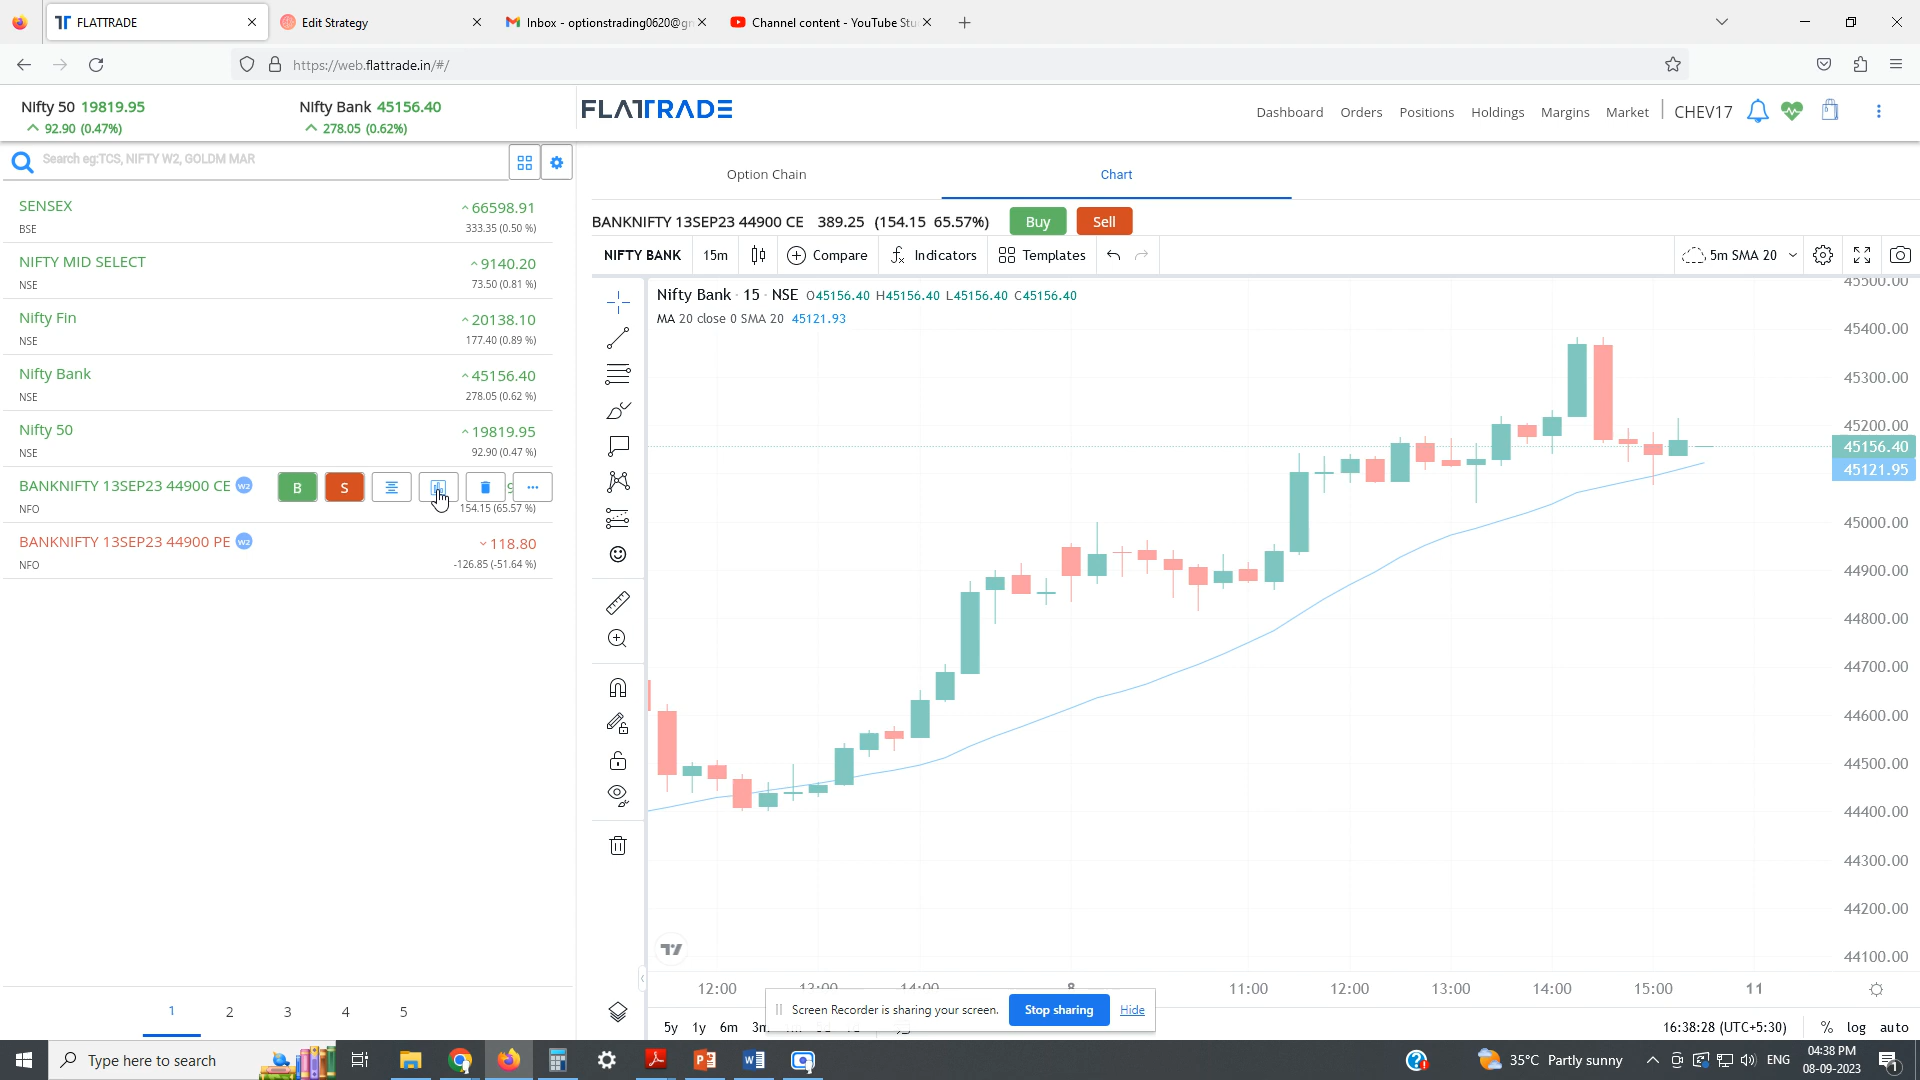 FLATTRADE
Edit Strategy
Inbox - optionstrading0620@gm
Channel content - YouTube Stu
https://web.flattrade.in/#/
Nifty 50 19819.95
92.90 (0.47%)
Nifty Bank 45156.40
278.05 (0.62%)
FLATTRADE
Dashboard Orders Positions Holdings Margins Market CHEV17
Search eg:TCS, NIFTY W2, GOLDM MAR
SENSEX 66598.91
BSE 333.35 (0.50 %)
NIFTY MID SELECT 9140.20
NSE 73.50 (0.81 %)
Nifty Fin 20138.10
NSE 177.40 (0.89 %)
Nifty Bank 45156.40
NSE 278.05 (0.62 %)
Nifty 50 19819.95
NSE 92.90 (0.47 %)
BANKNIFTY 13SEP23 44900 CE W2 B S
NFO 154.15 (65.57 %)
BANKNIFTY 13SEP23 44900 PE W2 118.80
NFO -126.85 (-51.64 %)
1 2 3 4 5
Option Chain Chart
BANKNIFTY 13SEP23 44900 CE 389.25 (154.15 65.57%) Buy Sell
NIFTY BANK 15m Compare Indicators Templates 5m SMA 20
Nifty Bank · 15 · NSE O45156.40 H45156.40 L45156.40 C45156.40
MA 20 close 0 SMA 20 45121.93
45500.00
45400.00
45300.00
45200.00
45156.40
45121.95
45000.00
44900.00
44800.00
44700.00
44600.00
44500.00
44400.00
44300.00
44200.00
44100.00
12:00 13:00 14:00 8 11:00 12:00 13:00 14:00 15:00 11
Screen Recorder is sharing your screen. Stop sharing Hide
5y 1y 6m 3m
16:38:28 (UTC+5:30) % log auto
Type here to search
35°C Partly sunny
ENG
04:38 PM
08-09-2023
1